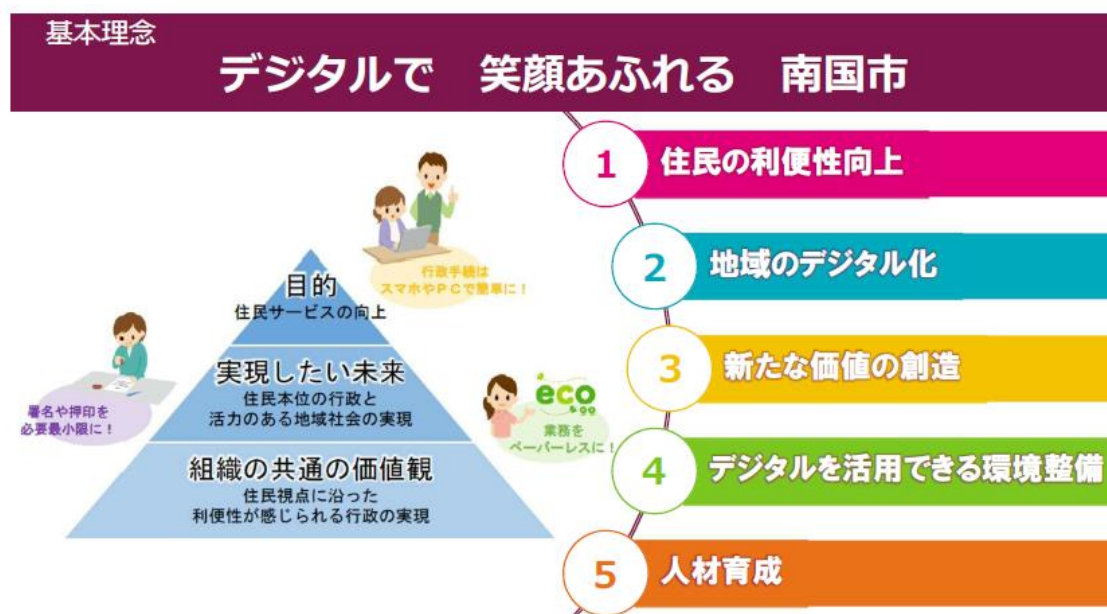 基本理念
デジタルで　笑顔あふれる　南国市
行政手続は
スマホやＰＣで簡単に！
目的
住民サービスの向上
署名や押印を
必要最小限に！
実現したい未来
住民本位の行政と
活力のある地域社会の実現
eco
業務を
ペーパーレスに！
組織の共通の価値観
住民視点に沿った
利便性が感じられる行政の実現
1 住民の利便性向上
2 地域のデジタル化
3 新たな価値の創造
4 デジタルを活用できる環境整備
5 人材育成